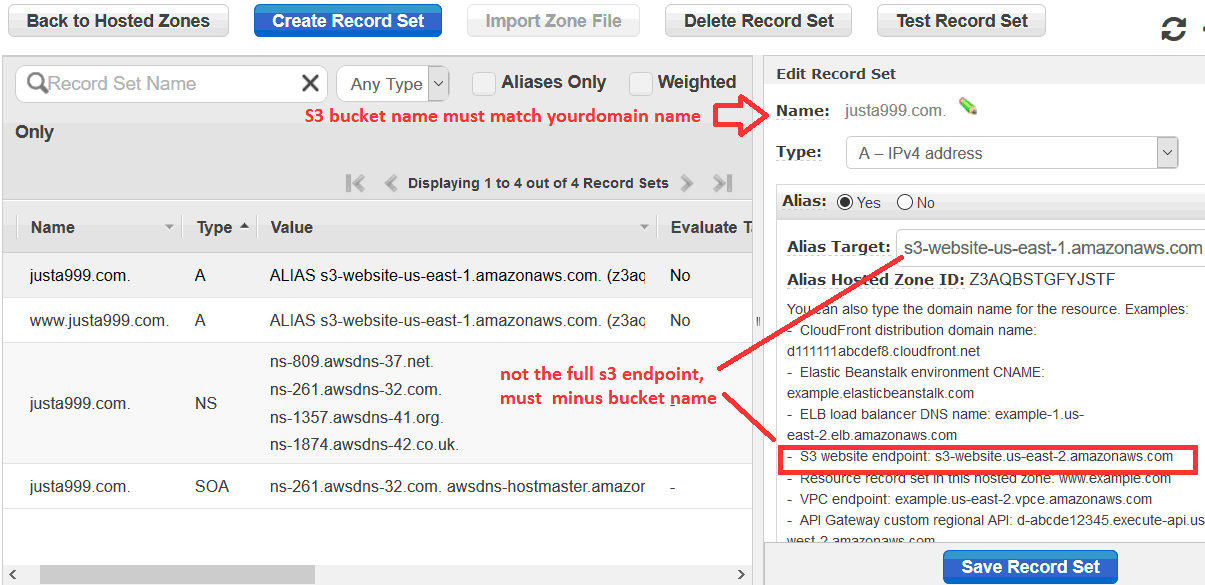 Back to Hosted Zones Create Record Set Import Zone File Delete Record Set Test Record Set
Record Set Name Any Type Aliases Only Weighted
Only
S3 bucket name must match yourdomain name
Displaying 1 to 4 out of 4 Record Sets
Name Type Value Evaluate T
justa999.com. A ALIAS s3-website-us-east-1.amazonaws.com. (z3aq No
www.justa999.com. A ALIAS s3-website-us-east-1.amazonaws.com. (z3aq No
justa999.com. NS
ns-809.awsdns-37.net.
ns-261.awsdns-32.com.
ns-1357.awsdns-41.org.
ns-1874.awsdns-42.co.uk.
justa999.com. SOA ns-261.awsdns-32.com. awsdns-hostmaster.amazor -
not the full s3 endpoint,
must minus bucket name
Edit Record Set
Name: justa999.com.
Type: A – IPv4 address
Alias: Yes No
Alias Target: s3-website-us-east-1.amazonaws.com
Alias Hosted Zone ID: Z3AQBSTGFYJSTF
You can also type the domain name for the resource. Examples:
- CloudFront distribution domain name:
d111111abcdef8.cloudfront.net
- Elastic Beanstalk environment CNAME:
example.elasticbeanstalk.com
- ELB load balancer DNS name: example-1.us-
east-2.elb.amazonaws.com
- S3 website endpoint: s3-website.us-east-2.amazonaws.com
- Resource record set in this hosted zone: www.example.com
- VPC endpoint: example.us-east-2.vpce.amazonaws.com
- API Gateway custom regional API: d-abcde12345.execute-api.us
west-2.amazonaws.com
Save Record Set